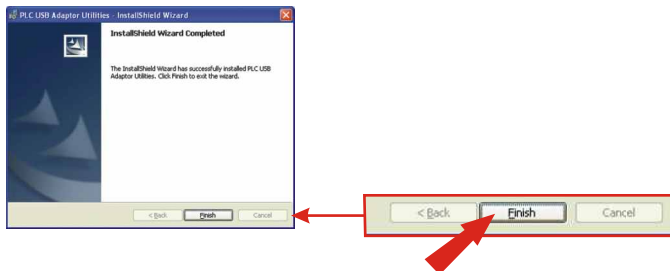 PLC USB Adaptor Utilities - InstallShield Wizard
InstallShield Wizard Completed
The InstallShield Wizard has successfully installed PLC USB
Adaptor Utilities. Click Finish to exit the wizard.
< Back Finish Cancel
< Back Finish Cancel